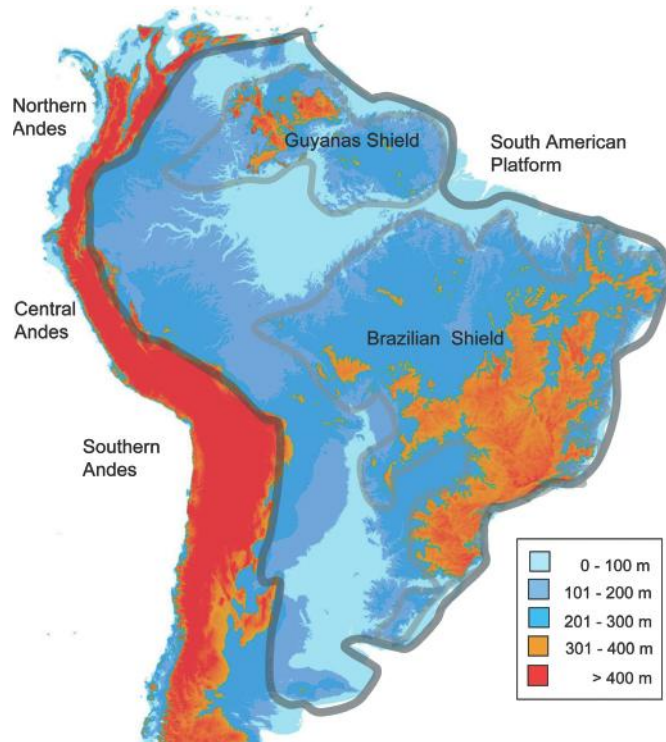 Northern
Andes
Guyanas Shield
South American
Platform
Central
Andes
Brazilian Shield
Southern
Andes
0 - 100 m
101 - 200 m
201 - 300 m
301 - 400 m
> 400 m